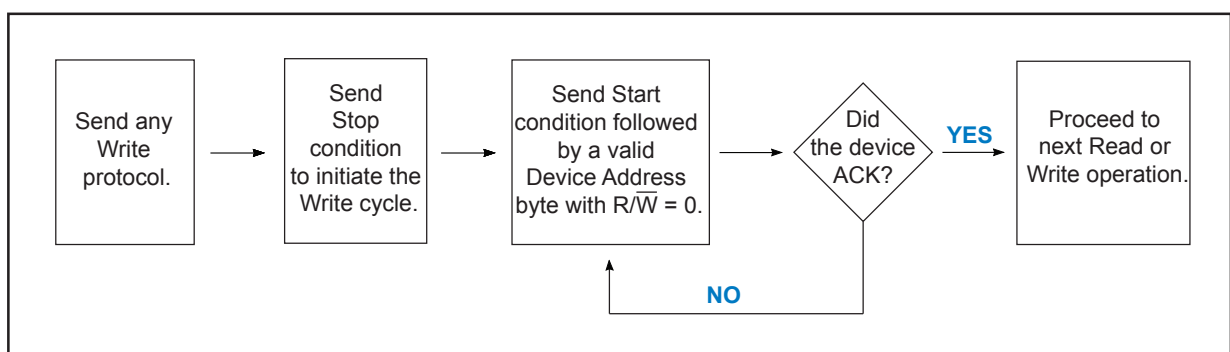 Send any
Write
protocol.
Send
Stop
condition
to initiate the
Write cycle.
Send Start
condition followed
by a valid
Device Address
byte with R/W̅ = 0.
Did
the device
ACK?
YES
Proceed to
next Read or
Write operation.
NO